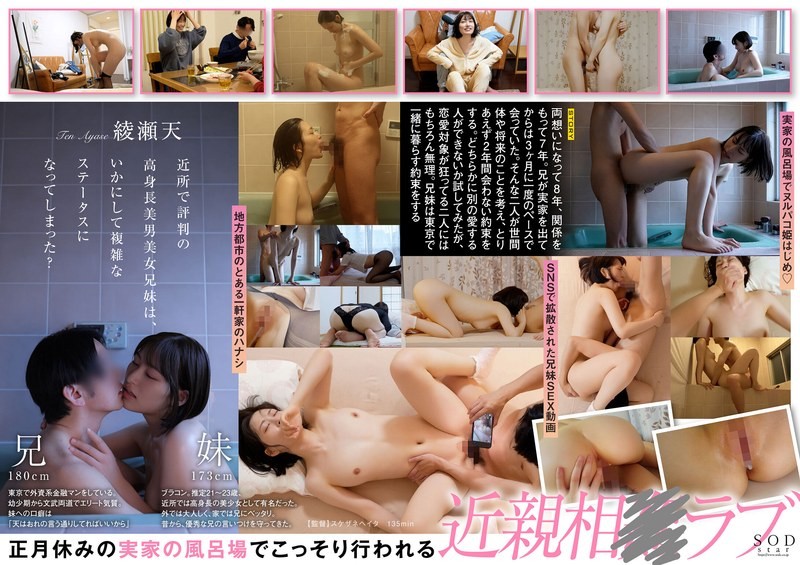 Ten Ayase 綾瀬天
近所で評判の
高身長美男美女兄妹は、
いかにして複雑な
ステータスに
なってしまった?
地方都市のとある一軒家のハナシ
STORY
両想いになって8年、関係を
もって7年。兄が実家を出て
からは3ヶ月に一度のペースで
会っていた。そんな二人が世間
体や将来のことを考え、とり
あえず2年間会わない約束を
する。どちらかに別の愛する
人ができないか試してみたが、
恋愛対象が狂ってる二人には
もちろん無理。兄妹は東京で
一緒に暮らす約束をする
実家の風呂場でヌルパコ姫はじめ♡
SNSで拡散された兄妹SEX動画
兄
180cm
東京で外資系金融マンをしている。
幼少期から文武両道でエリート気質。
妹への口癖は
「天はおれの言う通りしてればいいから」
妹
173cm
ブラコン。推定21~23歳。
近所では高身長の美少女として有名だった。
外では大人しく、家では兄にベッタリ。
昔から、優秀な兄の言いつけを守ってきた。
【監督】スケザネヘイタ 135min
正月休みの実家の風呂場でこっそり行われる
近親相 ラブ
SOD
star